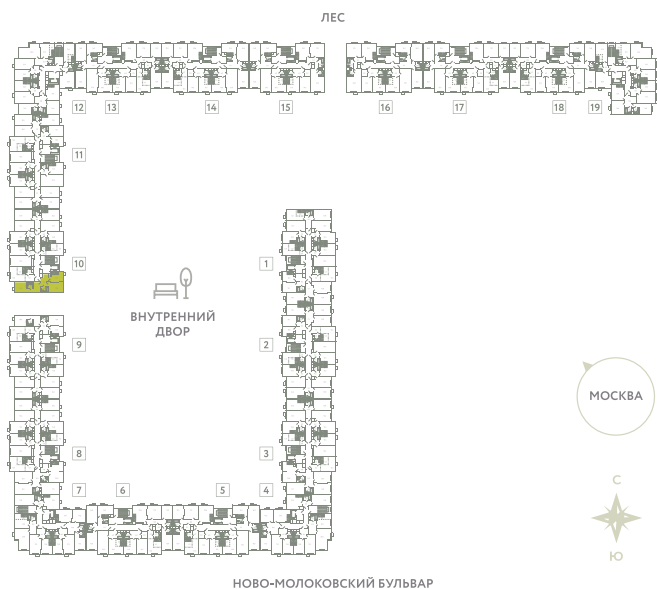 ЛЕС
12 13 14 15 16 17 18 19
11
10 1
ВНУТРЕННИЙ
ДВОР
9 2
МОСКВА
8 3
С
7 6 5 4
Ю
НОВО-МОЛОКОВСКИЙ БУЛЬВАР